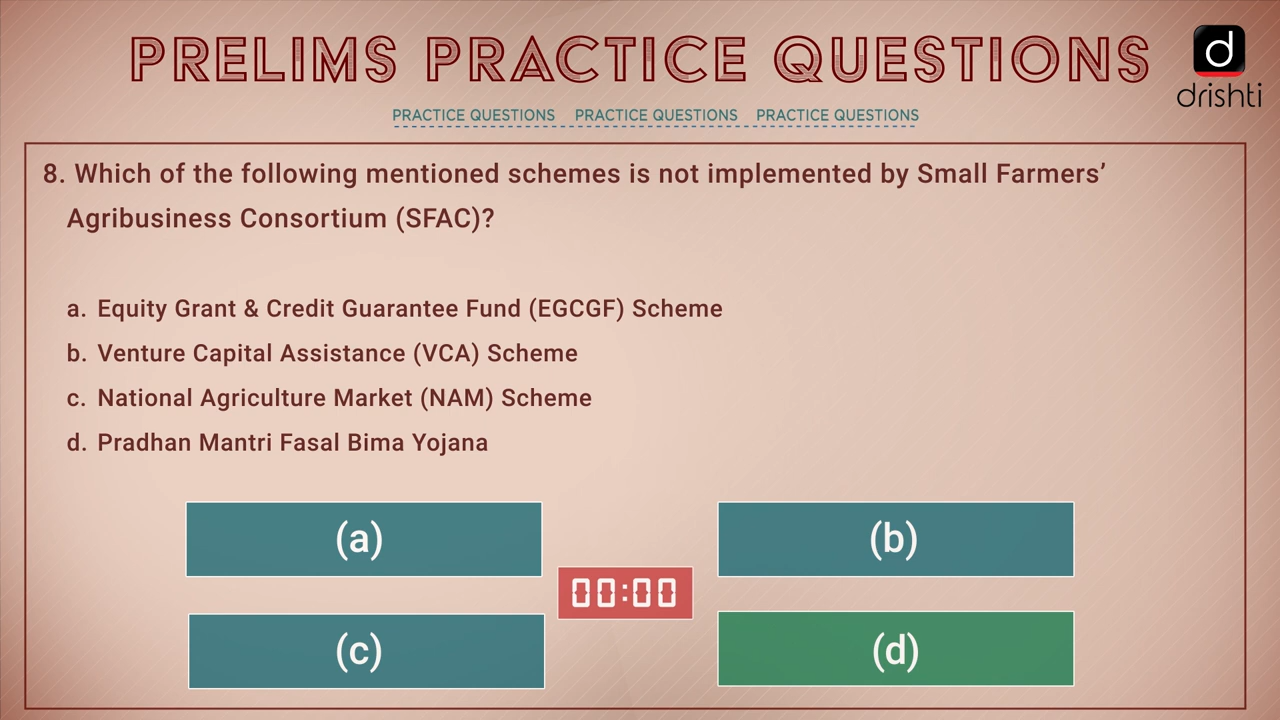 PRELIMS PRACTICE QUESTIONS
d
drishti
PRACTICE QUESTIONS PRACTICE QUESTIONS PRACTICE QUESTIONS
8. Which of the following mentioned schemes is not implemented by Small Farmers’
Agribusiness Consortium (SFAC)?
a. Equity Grant & Credit Guarantee Fund (EGCGF) Scheme
b. Venture Capital Assistance (VCA) Scheme
c. National Agriculture Market (NAM) Scheme
d. Pradhan Mantri Fasal Bima Yojana
(a) (b)
00:00
(c) (d)